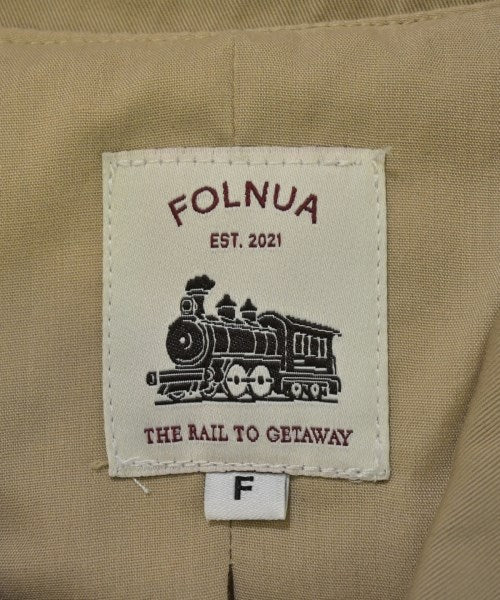 FOLNUA
EST. 2021
THE RAIL TO GETAWAY
F